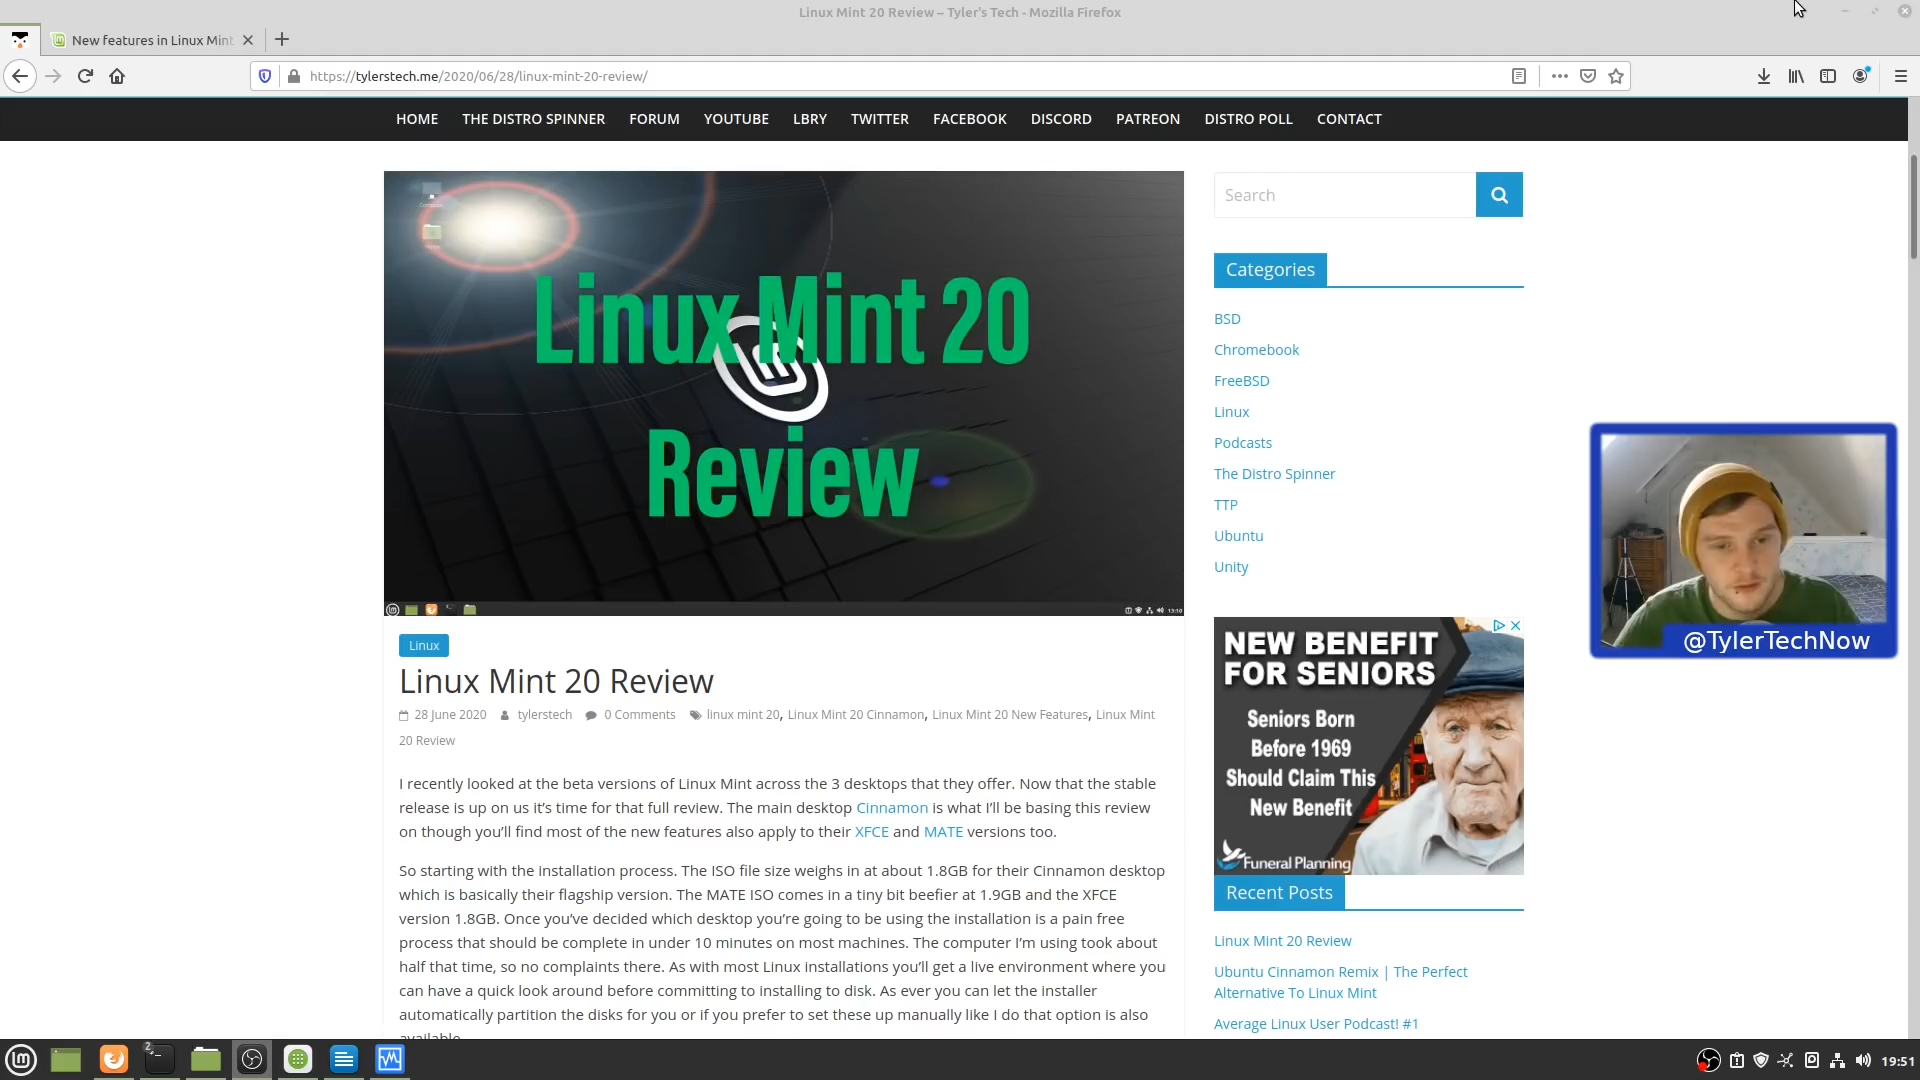 Linux Mint 20 Review – Tyler's Tech - Mozilla Firefox
New features in Linux Mint
https://tylerstech.me/2020/06/28/linux-mint-20-review/
HOME THE DISTRO SPINNER FORUM YOUTUBE LBRY TWITTER FACEBOOK DISCORD PATREON DISTRO POLL CONTACT
Linux Mint 20
Review
13:10
Linux
Linux Mint 20 Review
28 June 2020 tylerstech 0 Comments linux mint 20, Linux Mint 20 Cinnamon, Linux Mint 20 New Features, Linux Mint
20 Review
I recently looked at the beta versions of Linux Mint across the 3 desktops that they offer. Now that the stable
release is up on us it's time for that full review. The main desktop Cinnamon is what I'll be basing this review
on though you'll find most of the new features also apply to their XFCE and MATE versions too.
So starting with the installation process. The ISO file size weighs in at about 1.8GB for their Cinnamon desktop
which is basically their flagship version. The MATE ISO comes in a tiny bit beefier at 1.9GB and the XFCE
version 1.8GB. Once you've decided which desktop you're going to be using the installation is a pain free
process that should be complete in under 10 minutes on most machines. The computer I'm using took about
half that time, so no complaints there. As with most Linux installations you'll get a live environment where you
can have a quick look around before committing to installing to disk. As ever you can let the installer
automatically partition the disks for you or if you prefer to set these up manually like I do that option is also
available
Search
Categories
BSD
Chromebook
FreeBSD
Linux
Podcasts
The Distro Spinner
TTP
Ubuntu
Unity
NEW BENEFIT
FOR SENIORS
Seniors Born
Before 1969
Should Claim This
New Benefit
Funeral Planning
Recent Posts
Linux Mint 20 Review
Ubuntu Cinnamon Remix | The Perfect
Alternative To Linux Mint
Average Linux User Podcast! #1
@TylerTechNow
2
19:51